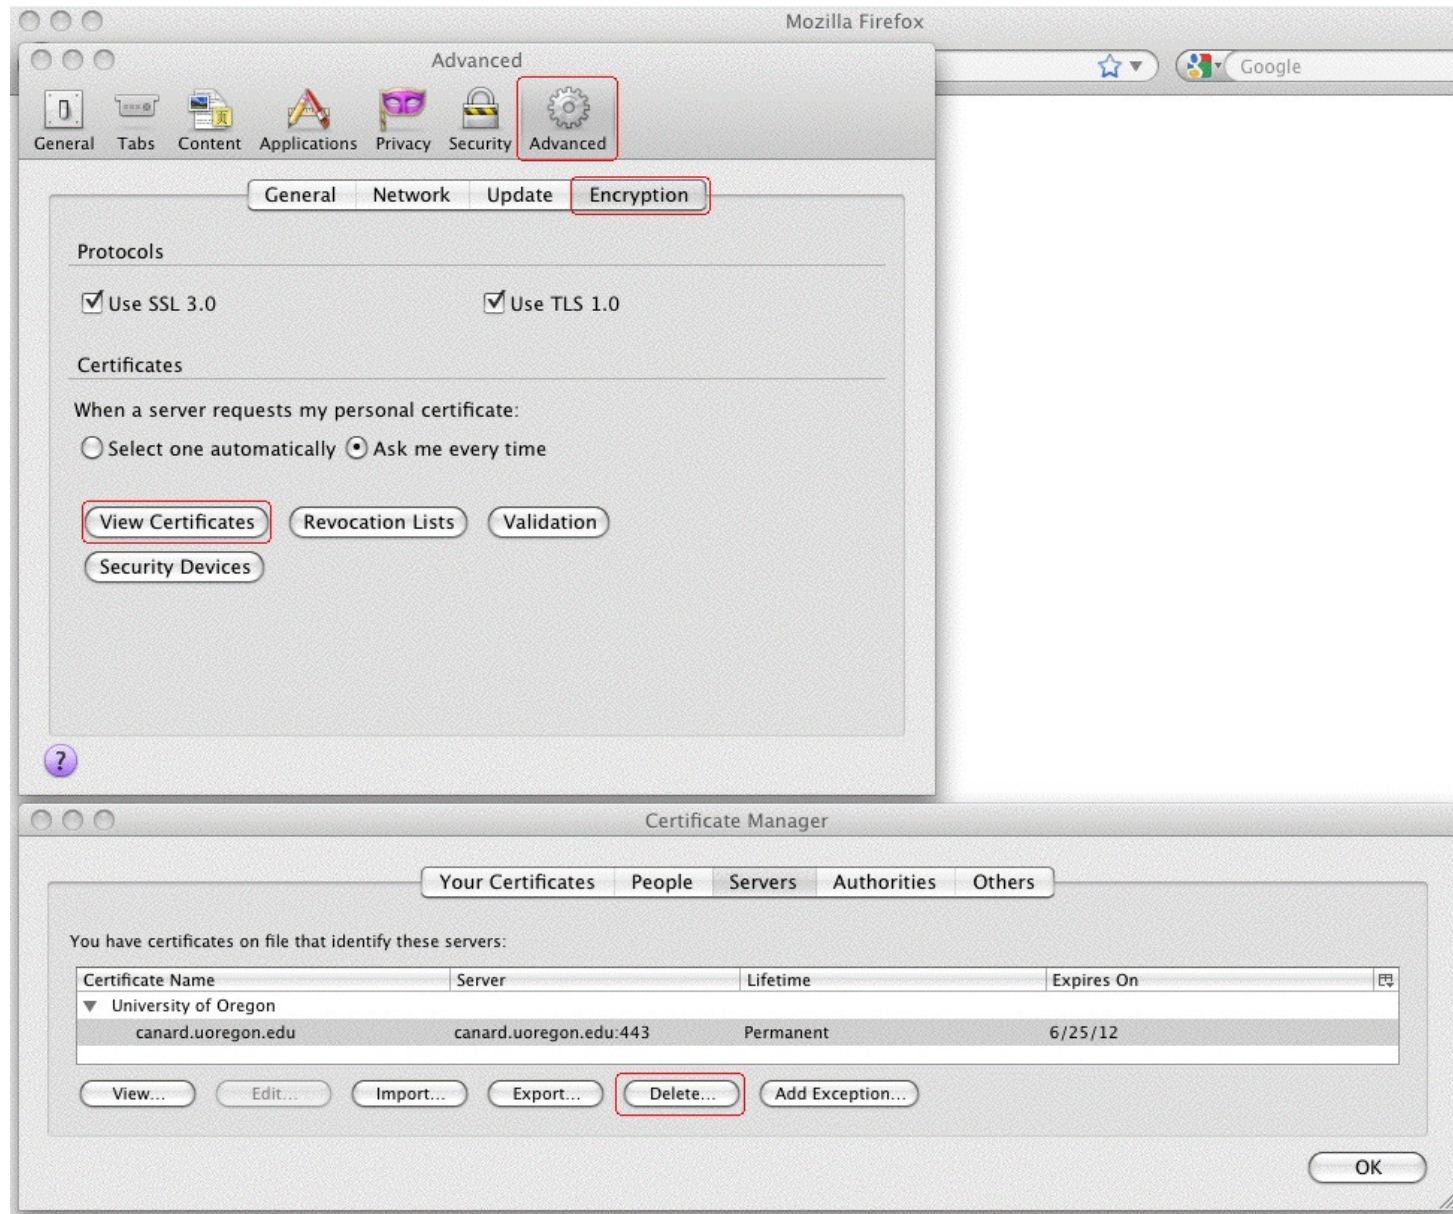 Mozilla Firefox
Advanced
Google
General Tabs Content Applications Privacy Security Advanced
General Network Update Encryption
Protocols
Use SSL 3.0 Use TLS 1.0
Certificates
When a server requests my personal certificate:
Select one automatically Ask me every time
View Certificates Revocation Lists Validation
Security Devices
?
Certificate Manager
Your Certificates People Servers Authorities Others
You have certificates on file that identify these servers:
Certificate Name Server Lifetime Expires On
University of Oregon
canard.uoregon.edu canard.uoregon.edu:443 Permanent 6/25/12
View... Edit... Import... Export... Delete... Add Exception...
OK